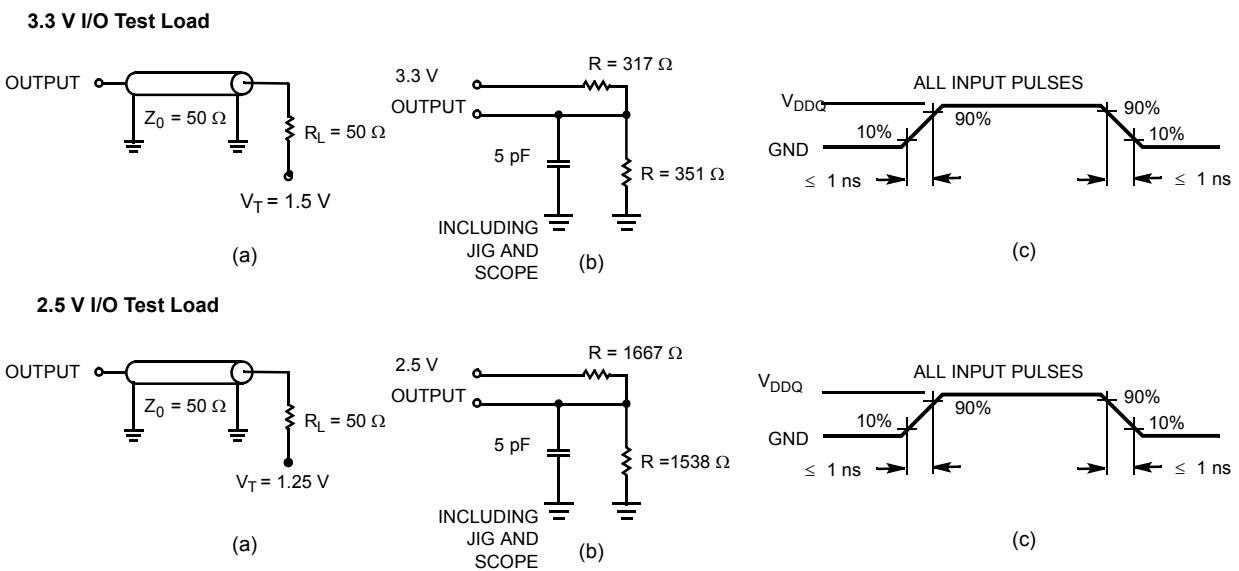 3.3 V I/O Test Load
OUTPUT
Z0 = 50 Ω
RL = 50 Ω
VT = 1.5 V
(a)
3.3 V
OUTPUT
R = 317 Ω
5 pF
R = 351 Ω
INCLUDING
JIG AND
SCOPE
(b)
ALL INPUT PULSES
VDDQ
GND
10%
90%
90%
10%
≤ 1 ns
≤ 1 ns
(c)
2.5 V I/O Test Load
OUTPUT
Z0 = 50 Ω
RL = 50 Ω
VT = 1.25 V
(a)
2.5 V
OUTPUT
R = 1667 Ω
5 pF
R =1538 Ω
INCLUDING
JIG AND
SCOPE
(b)
ALL INPUT PULSES
VDDQ
GND
10%
90%
90%
10%
≤ 1 ns
≤ 1 ns
(c)